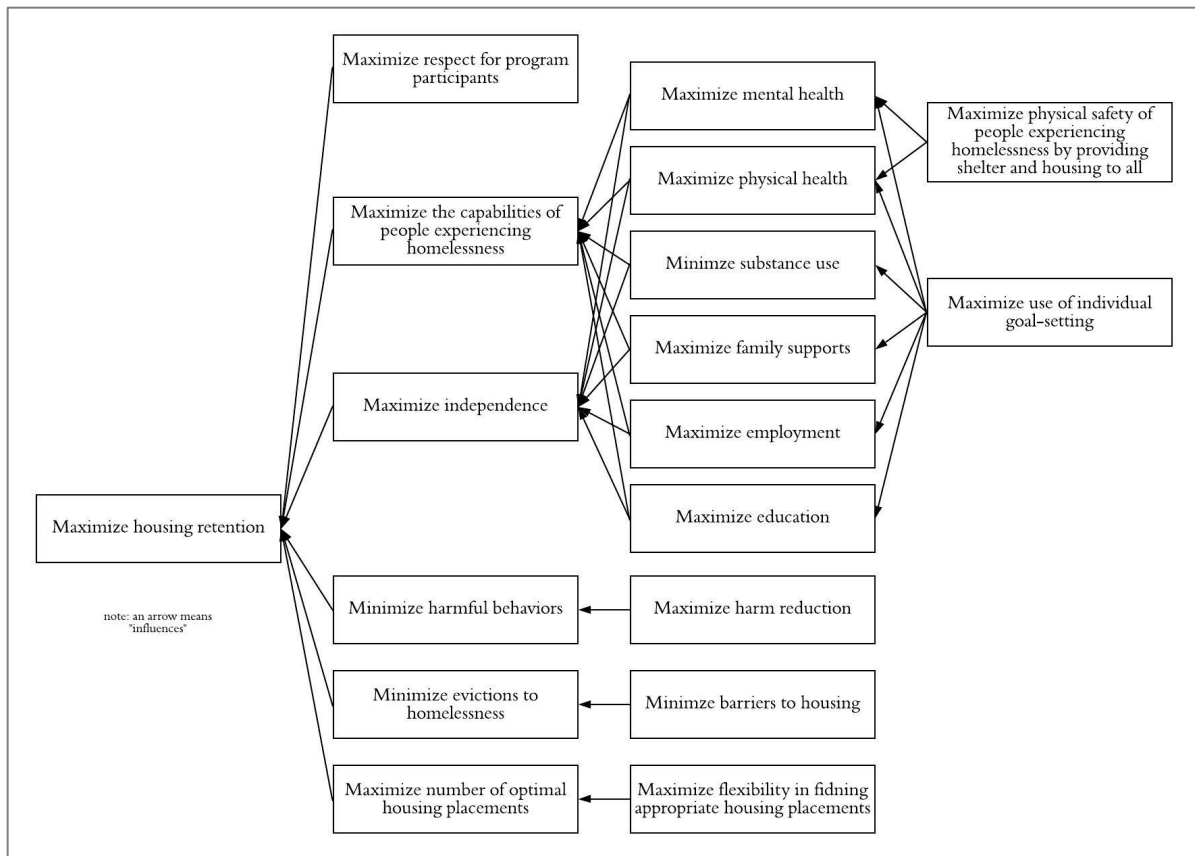 Maximize respect for program
participants
Maximize the capabilities of
people experiencing
homelessness
Maximize independence
Maximize housing retention
note: an arrow means
"influences"
Minimize harmful behaviors
Minimize evictions to
homelessness
Maximize number of optimal
housing placements
Maximize mental health
Maximize physical health
Minimze substance use
Maximize family supports
Maximize employment
Maximize education
Maximize harm reduction
Minimze barriers to housing
Maximize flexibility in fidning
appropriate housing placements
Maximize physical safety of
people experiencing
homelessness by providing
shelter and housing to all
Maximize use of individual
goal-setting